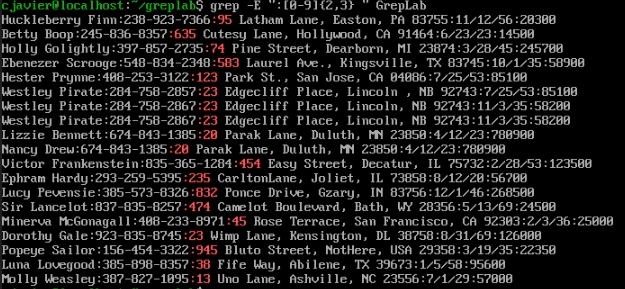 cjavier@localhost:~/greplab$ grep -E ":[0-9]{2,3} " GrepLab
Huckleberry Finn:238-923-7366:95 Latham Lane, Easton, PA 83755:11/12/56:20300
Betty Boop:245-836-8357:635 Cutesy Lane, Hollywood, CA 91464:6/23/23:14500
Holly Golightly:397-857-2735:74 Pine Street, Dearborn, MI 23874:3/28/45:245700
Ebenezer Scrooge:548-834-2348:583 Laurel Ave., Kingsville, TX 83745:10/1/35:58900
Hester Prynne:408-253-3122:123 Park St., San Jose, CA 04086:7/25/53:85100
Westley Pirate:284-758-2857:23 Edgecliff Place, Lincoln , NB 92743:7/25/53:85100
Westley Pirate:284-758-2867:23 Edgecliff Place, Lincoln, NB 92743:11/3/35:58200
Westley Pirate:284-758-2867:23 Edgecliff Place, Lincoln, NB 92743:11/3/35:58200
Lizzie Bennett:674-843-1385:20 Parak Lane, Duluth, MN 23850:4/12/23:780900
Nancy Drew:674-843-1385:20 Parak Lane, Duluth, MN 23850:4/12/23:780900
Victor Frankenstein:835-365-1284:454 Easy Street, Decatur, IL 75732:2/28/53:123500
Ephram Hardy:293-259-5395:235 CarltonLane, Joliet, IL 73858:8/12/20:56700
Lucy Pevensie:385-573-8326:832 Ponce Drive, Gzary, IN 83756:12/1/46:268500
Sir Lancelot:837-835-8257:474 Camelot Boulevard, Bath, WY 28356:5/13/69:24500
Minerva McGonagall:408-233-8971:45 Rose Terrace, San Francisco, CA 92303:2/3/36:25000
Dorothy Gale:923-835-8745:23 Wimp Lane, Kensington, DL 38758:8/31/69:126000
Popeye Sailor:156-454-3322:945 Bluto Street, NotHere, USA 29358:3/19/35:22350
Luna Lovegood:385-898-8357:38 Fife Way, Abilene, TX 39673:1/5/58:95600
Molly Weasley:387-827-1095:13 Uno Lane, Ashville, NC 23556:7/1/29:57000